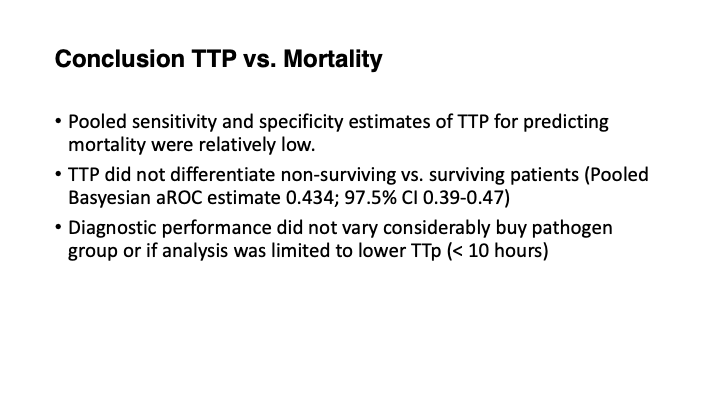 Conclusion TTP vs. Mortality
• Pooled sensitivity and specificity estimates of TTP for predicting
mortality were relatively low.
• TTP did not differentiate non-surviving vs. surviving patients (Pooled
Basyesian aROC estimate 0.434; 97.5% CI 0.39-0.47)
• Diagnostic performance did not vary considerably buy pathogen
group or if analysis was limited to lower TTp (< 10 hours)